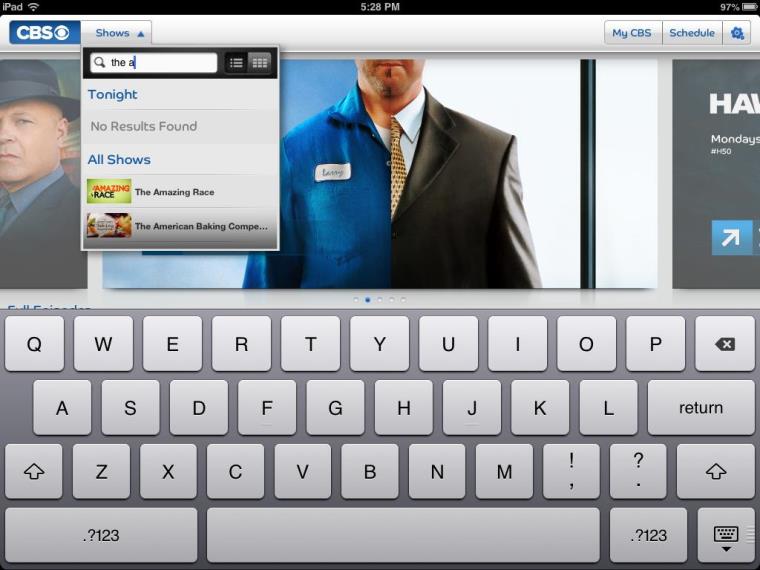 iPad 5:28 PM 97%
CBS Shows My CBS Schedule
the a
Tonight
No Results Found
All Shows
AMAZING RACE The Amazing Race
The American Baking Compe...
Larry
HAW
Mondays
#H50
Full Episodes
Q W E R T Y U I O P
A S D F G H J K L return
Z X C V B N M ! , ? .
.?123 .?123